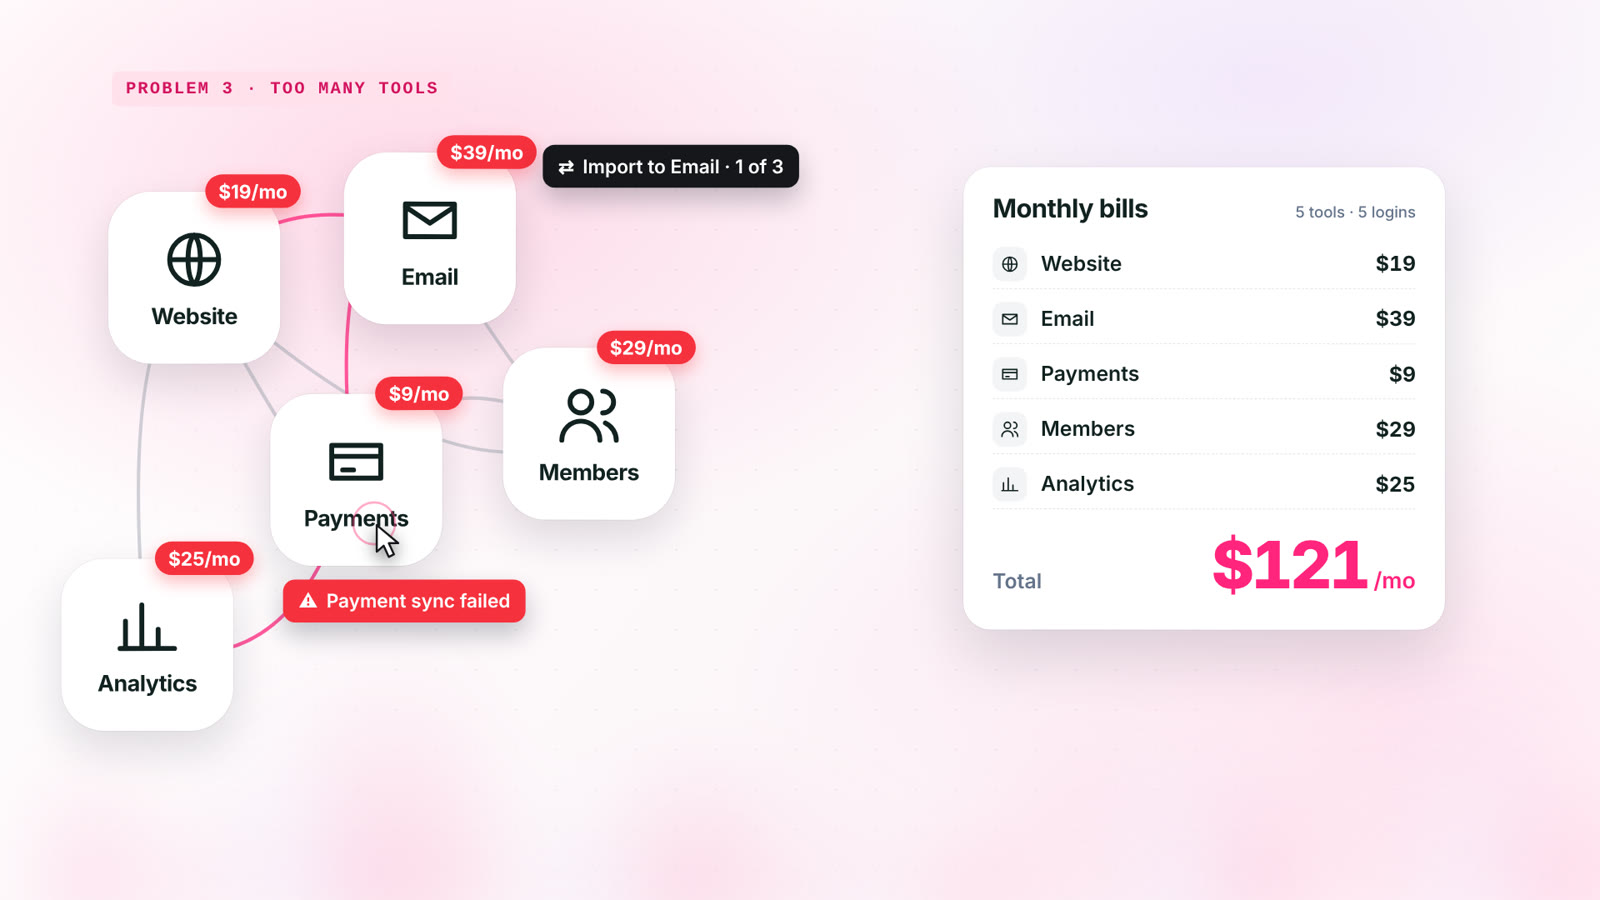 PROBLEM 3 · TOO MANY TOOLS
$39/mo
⇄ Import to Email · 1 of 3
$19/mo
Email
Website
$29/mo
$9/mo
Members
Payments
$25/mo
Payment sync failed
Analytics
Monthly bills
5 tools · 5 logins
Website $19
Email $39
Payments $9
Members $29
Analytics $25
Total $121 /mo